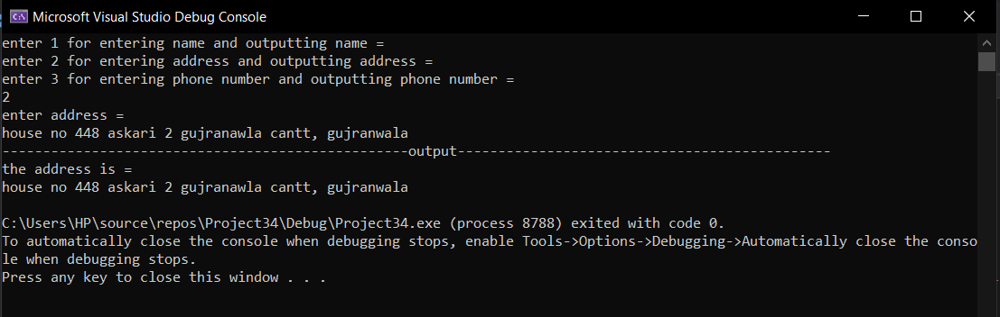 Microsoft Visual Studio Debug Console
enter 1 for entering name and outputting name =
enter 2 for entering address and outputting address =
enter 3 for entering phone number and outputting phone number =
2
enter address =
house no 448 askari 2 gujranawla cantt, gujranwala
--------------------------------------------------output----------------------------------------------
the address is =
house no 448 askari 2 gujranawla cantt, gujranwala
C:\Users\HP\source\repos\Project34\Debug\Project34.exe (process 8788) exited with code 0.
To automatically close the console when debugging stops, enable Tools->Options->Debugging->Automatically close the conso
le when debugging stops.
Press any key to close this window . . .